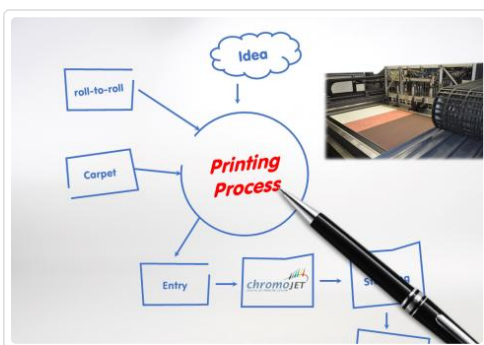 Idea
roll-to-roll
Printing
Process
Carpet
Entry
chromoJET